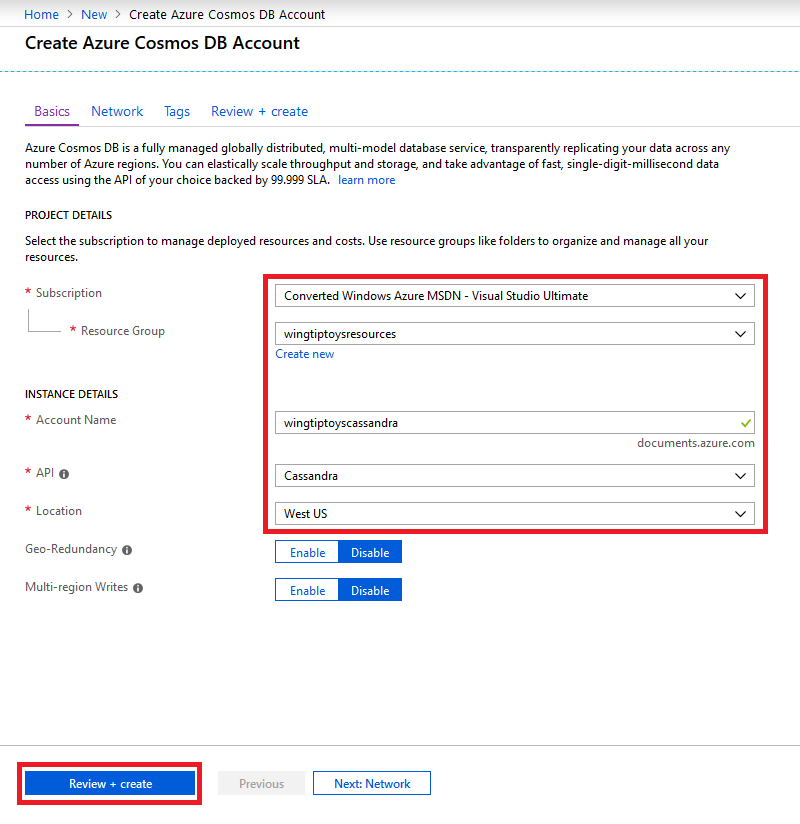 Home > New > Create Azure Cosmos DB Account
Create Azure Cosmos DB Account
Basics Network Tags Review + create
Azure Cosmos DB is a fully managed globally distributed, multi-model database service, transparently replicating your data across any
number of Azure regions. You can elastically scale throughput and storage, and take advantage of fast, single-digit-millisecond data
access using the API of your choice backed by 99.999 SLA. learn more
PROJECT DETAILS
Select the subscription to manage deployed resources and costs. Use resource groups like folders to organize and manage all your
resources.
* Subscription Converted Windows Azure MSDN - Visual Studio Ultimate
* Resource Group wingtiptoysresources
Create new
INSTANCE DETAILS
* Account Name wingtiptoyscassandra
documents.azure.com
* API Cassandra
* Location West US
Geo-Redundancy Enable Disable
Multi-region Writes Enable Disable
Review + create Previous Next: Network